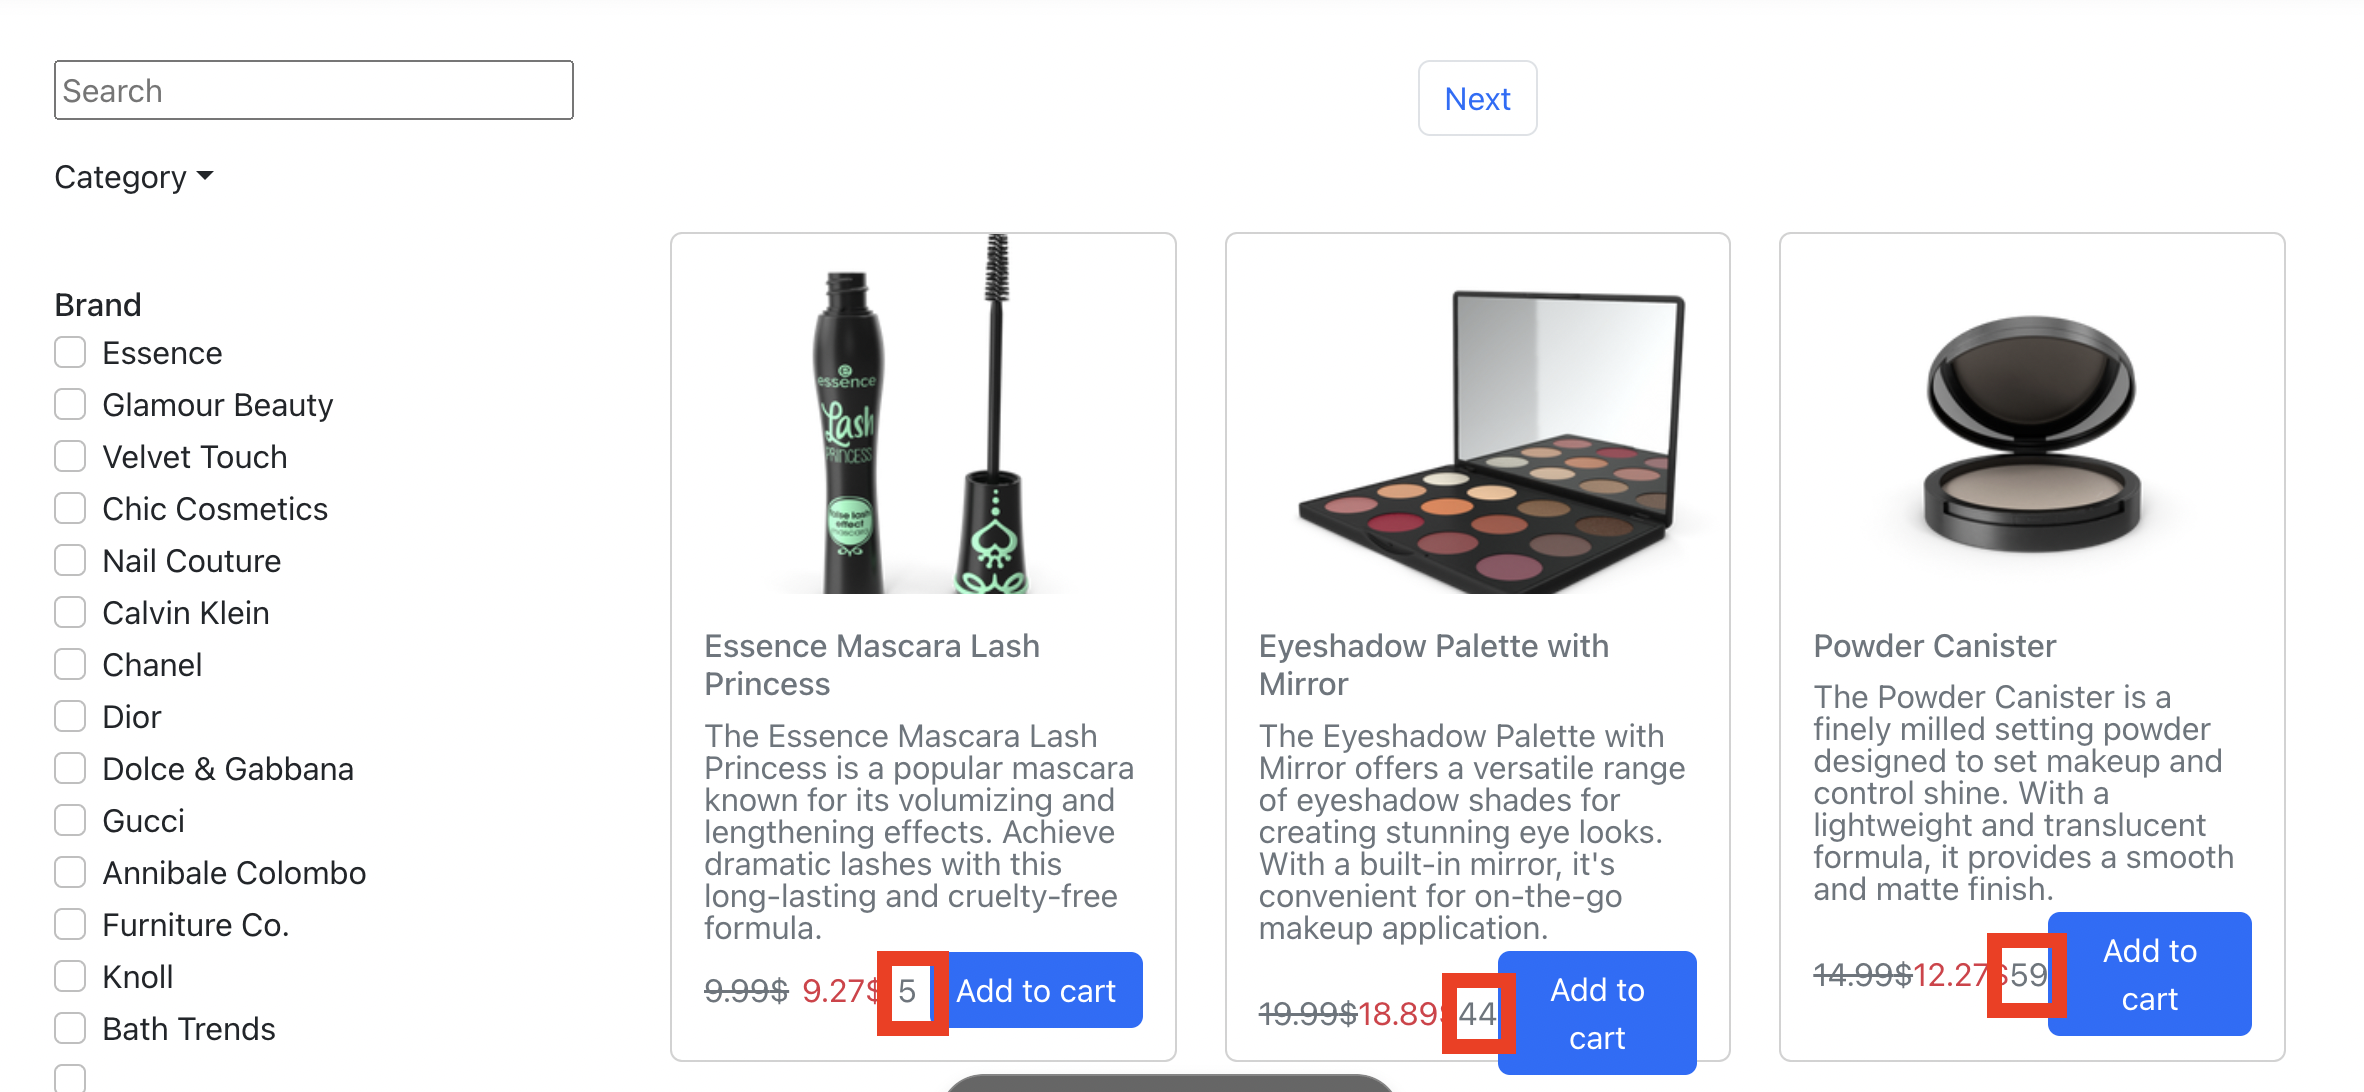 Search
Next
Category
Brand
Essence
Glamour Beauty
Velvet Touch
Chic Cosmetics
Nail Couture
Calvin Klein
Chanel
Dior
Dolce & Gabbana
Gucci
Annibale Colombo
Furniture Co.
Knoll
Bath Trends
essence
Lash
PRINCESS
false lash
effect
mascara
Essence Mascara Lash
Princess
The Essence Mascara Lash
Princess is a popular mascara
known for its volumizing and
lengthening effects. Achieve
dramatic lashes with this
long-lasting and cruelty-free
formula.
9.99$ 9.27$ 5 Add to cart
Eyeshadow Palette with
Mirror
The Eyeshadow Palette with
Mirror offers a versatile range
of eyeshadow shades for
creating stunning eye looks.
With a built-in mirror, it's
convenient for on-the-go
makeup application.
19.99$ 18.89$ 44 Add to
cart
Powder Canister
The Powder Canister is a
finely milled setting powder
designed to set makeup and
control shine. With a
lightweight and translucent
formula, it provides a smooth
and matte finish.
14.99$ 12.27$ 59 Add to
cart